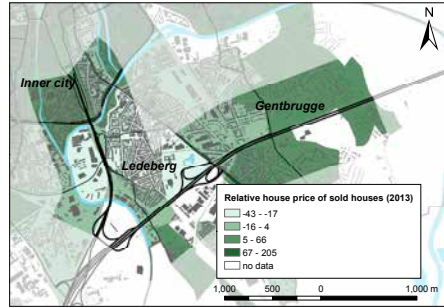 N
Inner city
Gentbrugge
Ledeberg
Relative house price of sold houses (2013)
-43 - -17
-16 - 4
5 - 66
67 - 205
no data
1,000 500 0 1,000 m